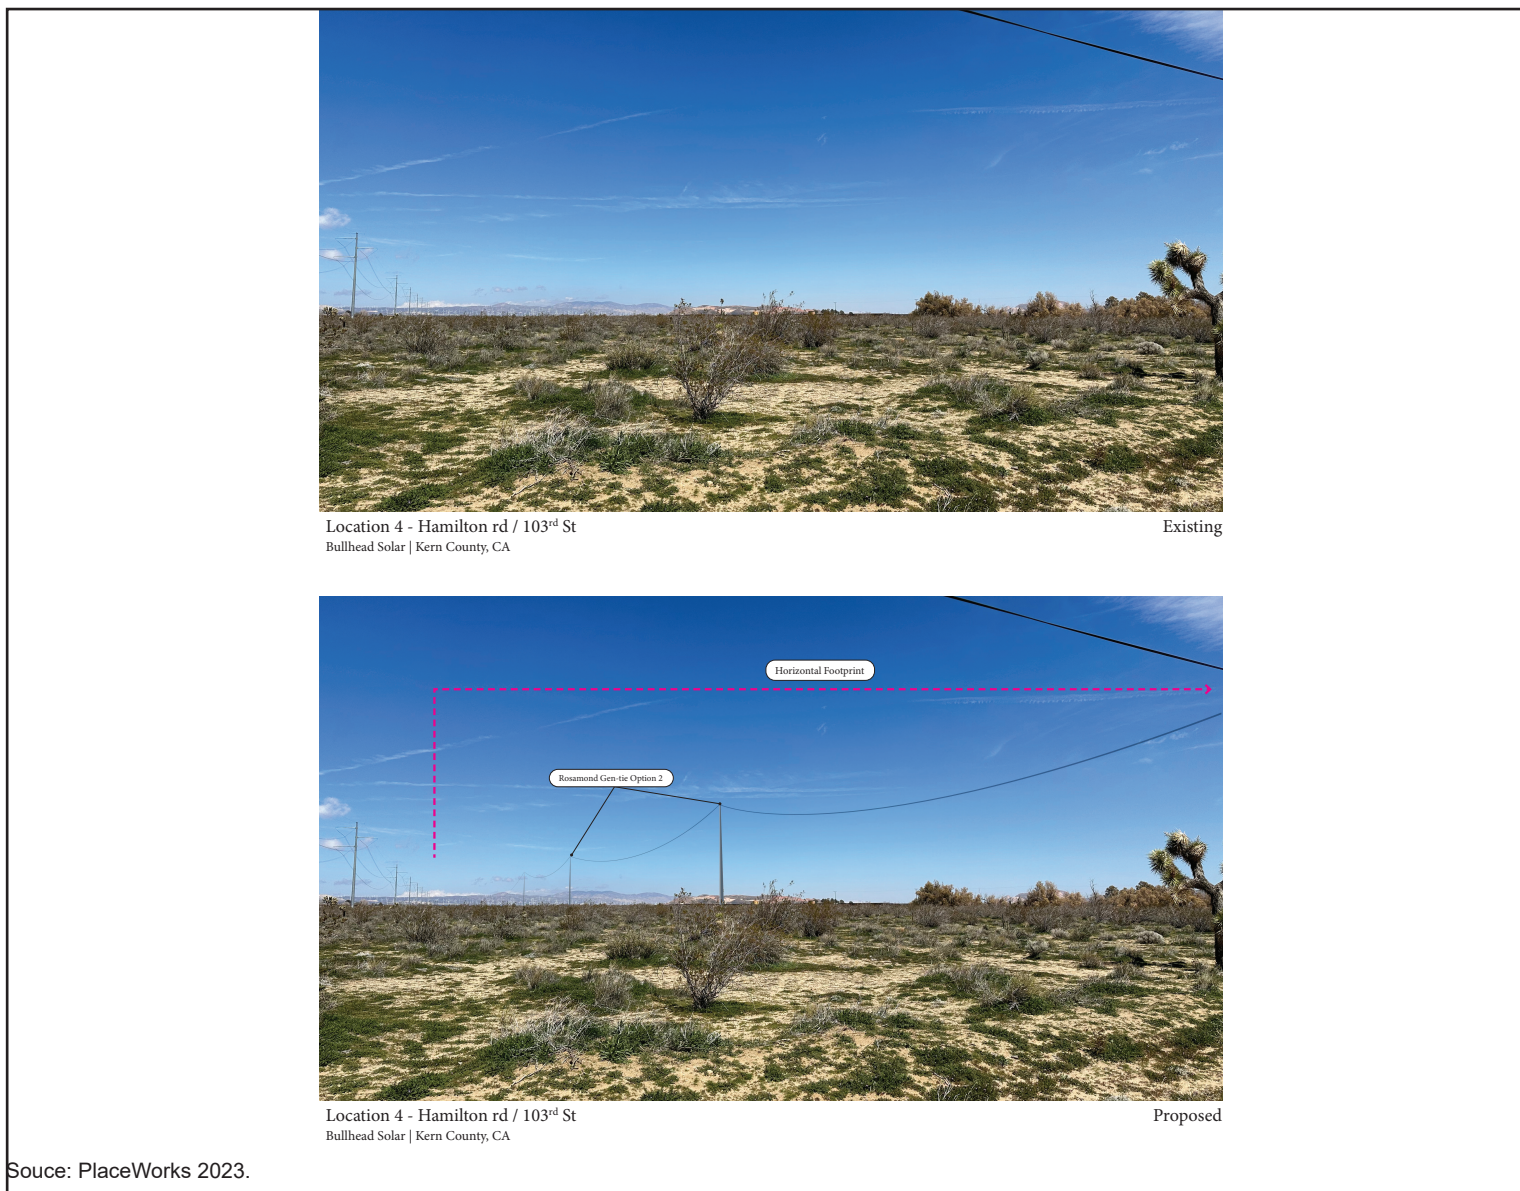 Location 4 - Hamilton rd / 103rd St
Existing
Bullhead Solar | Kern County, CA
Horizontal Footprint
Rosamond Gen-tie Option 2
Location 4 - Hamilton rd / 103rd St
Proposed
Bullhead Solar | Kern County, CA
Souce: PlaceWorks 2023.